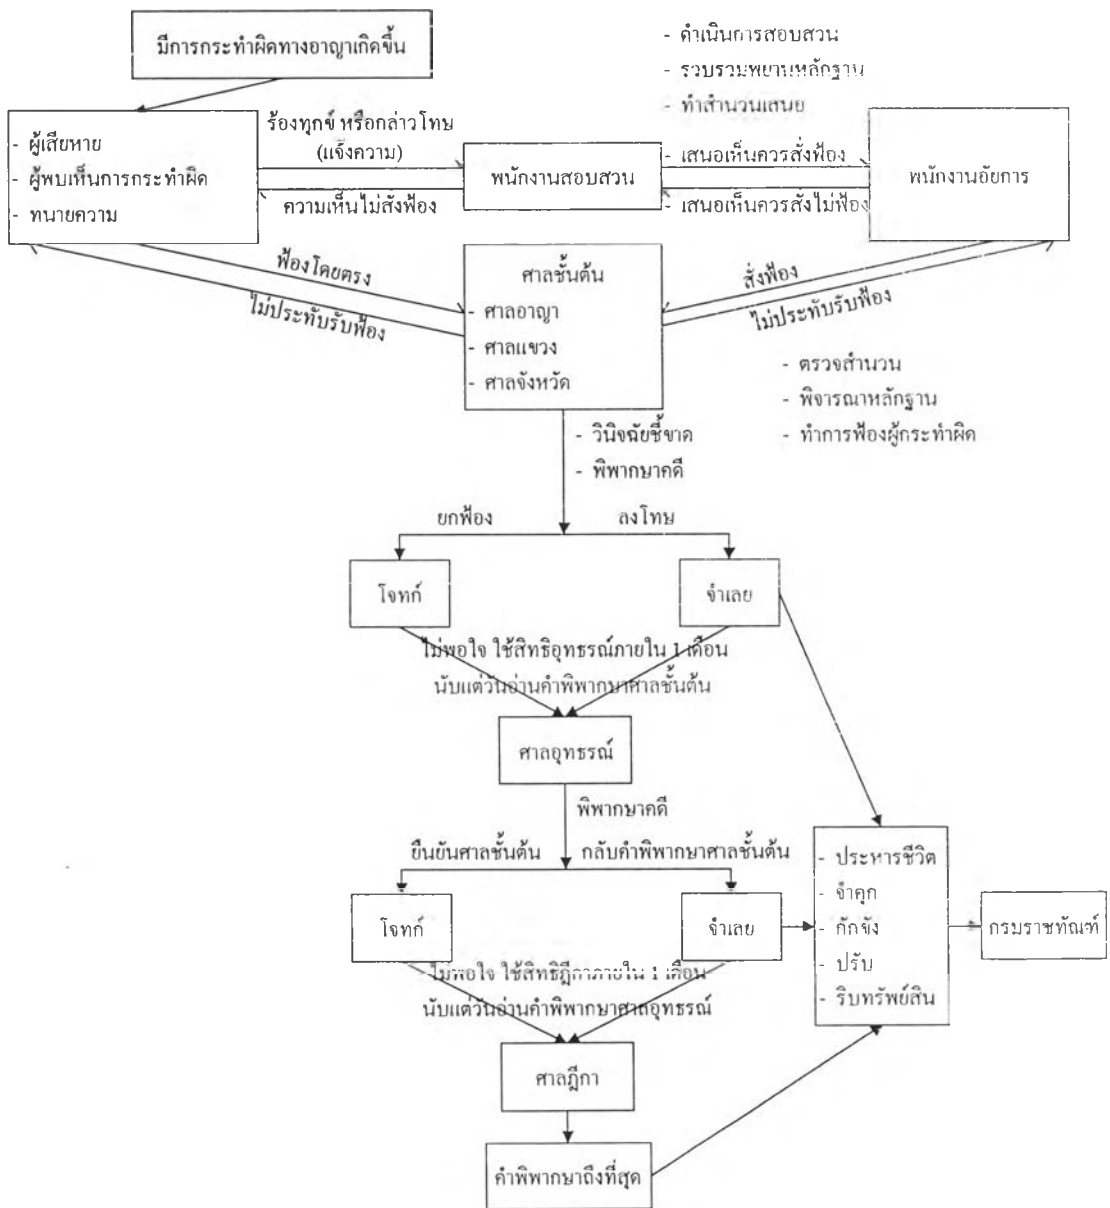 มีการกระทำผิดทางอาญาเกิดขึ้น
- ดำเนินการสอบสวน
- รวบรวมพยานหลักฐาน
- ทำสำนวนเสนอ
- ผู้เสียหาย
- ผู้พบเห็นการกระทำผิด
- ทนายความ
ร้องทุกข์ หรือกล่าวโทษ
(แจ้งความ)
ความเห็นไม่สั่งฟ้อง
พนักงานสอบสวน
- เสนอเห็นควรสั่งฟ้อง
- เสนอเห็นควรสั่งไม่ฟ้อง
พนักงานอัยการ
ฟ้องโดยตรง
ไม่ประทับรับฟ้อง
ศาลชั้นต้น
- ศาลอาญา
- ศาลแขวง
- ศาลจังหวัด
สั่งฟ้อง
ไม่ประทับรับฟ้อง
- ตรวจสำนวน
- พิจารณาหลักฐาน
- ทำการฟ้องผู้กระทำผิด
- วินิจฉัยชี้ขาด
- พิพากษาคดี
ยกฟ้อง
ลงโทษ
โจทก์
จำเลย
ไม่พอใจ ใช้สิทธิอุทธรณ์ภายใน 1 เดือน
นับแต่วันอ่านคำพิพากษาศาลชั้นต้น
ศาลอุทธรณ์
พิพากษาคดี
ยืนยันศาลชั้นต้น
กลับคำพิพากษาศาลชั้นต้น
โจทก์
จำเลย
- ประหารชีวิต
- จำคุก
- กักขัง
- ปรับ
- ริบทรัพย์สิน
กรมราชทัณฑ์
ไม่พอใจ ใช้สิทธิฎีกาภายใน 1 เดือน
นับแต่วันอ่านคำพิพากษาศาลอุทธรณ์
ศาลฎีกา
คำพิพากษาถึงที่สุด